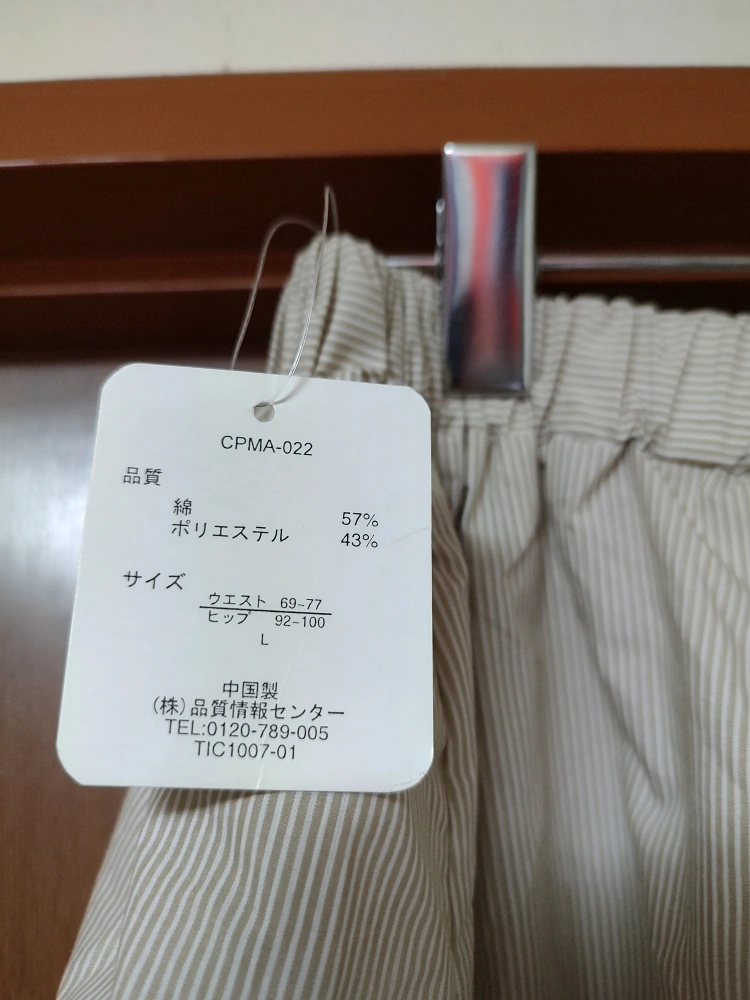 CPMA-022
品質
綿 57%
ポリエステル 43%
サイズ
ウエスト 69~77
ヒップ 92~100
L
中国製
(株)品質情報センター
TEL:0120-789-005
TIC1007-01